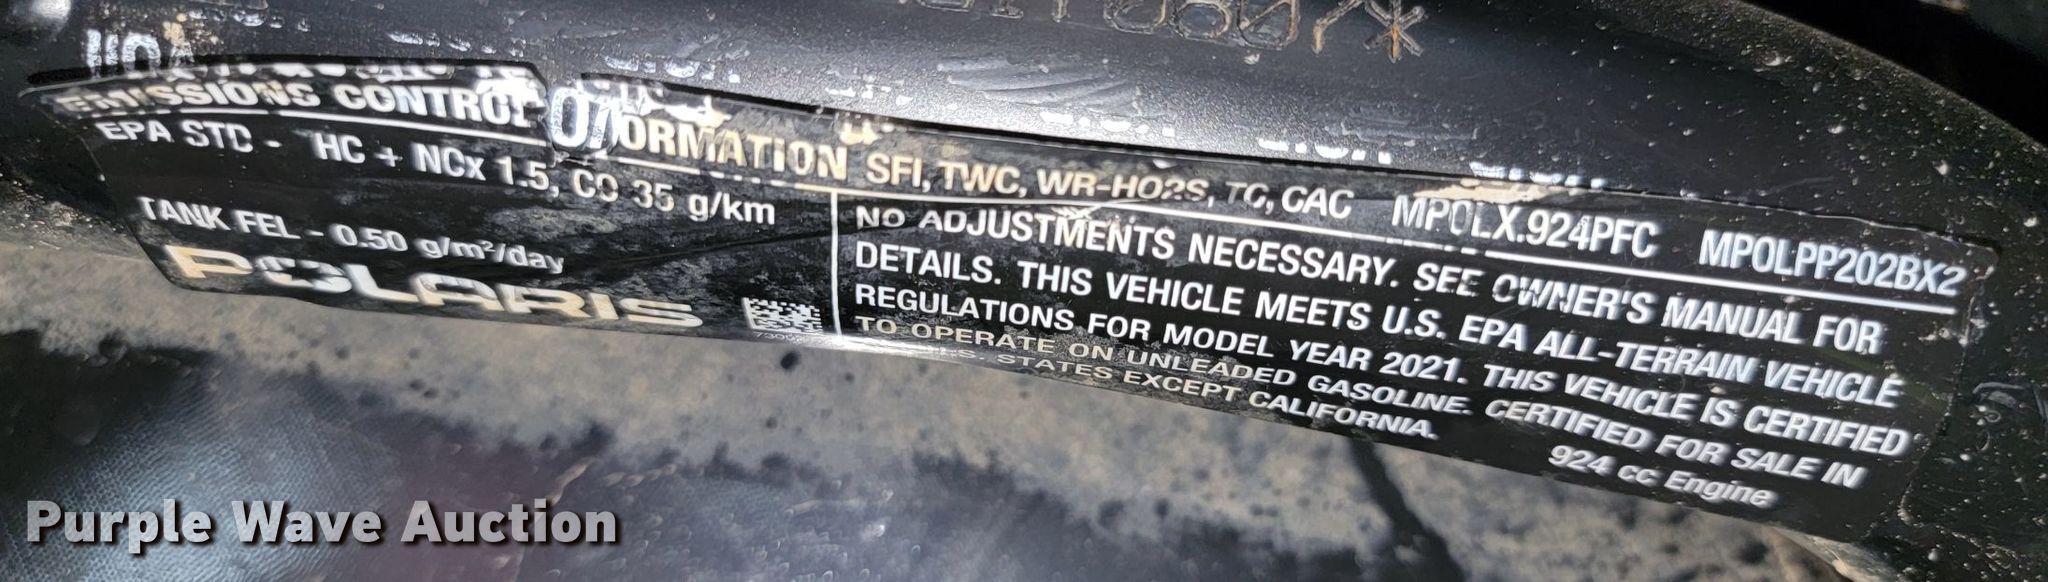 EMISSIONS CONTROL INFORMATION SFI, TWC, WR-HO2S, TC, CAC MPOLX.924PFC MPOLPP202BX2
EPA STD - HC + NOx 1.5, CO 35 g/km
TANK FEL - 0.50 g/m²/day
POLARIS
NO ADJUSTMENTS NECESSARY. SEE OWNER'S MANUAL FOR
DETAILS. THIS VEHICLE MEETS U.S. EPA ALL-TERRAIN VEHICLE
REGULATIONS FOR MODEL YEAR 2021. THIS VEHICLE IS CERTIFIED
TO OPERATE ON UNLEADED GASOLINE. CERTIFIED FOR SALE IN
STATES EXCEPT CALIFORNIA.
924 cc Engine
Purple Wave Auction